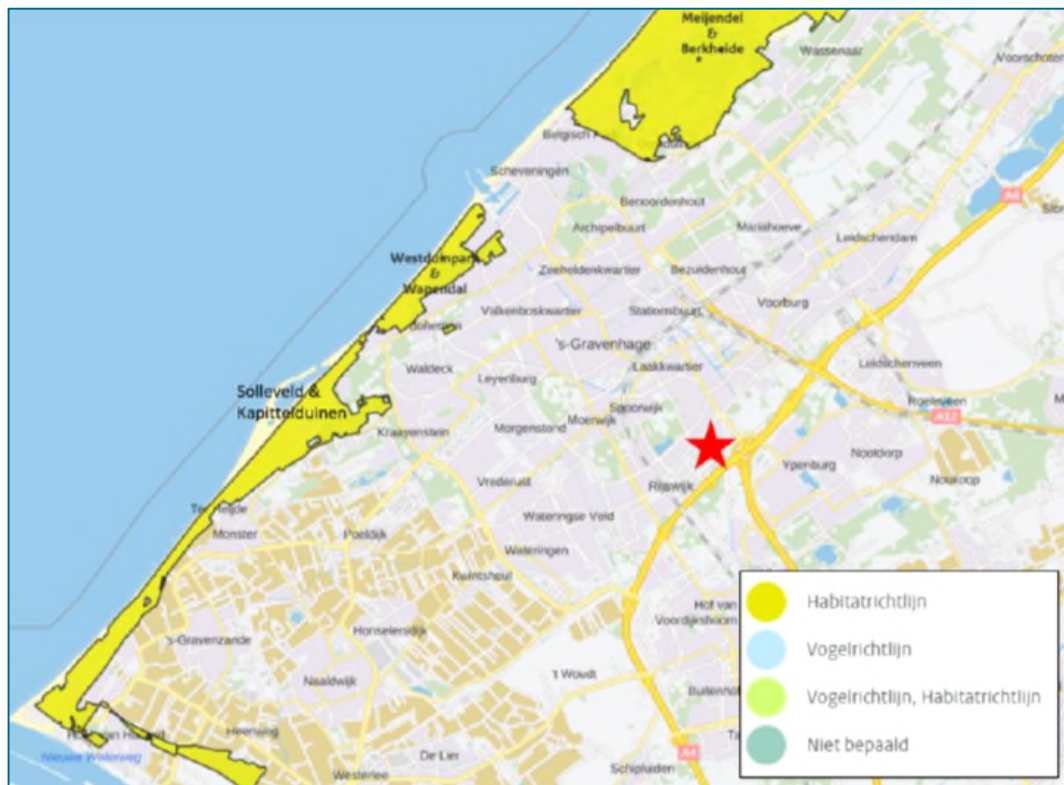 Meijendel
&
Berkheide
Wassenaar
Voorschoten
Belgisch
Scheveningen
A4
Benoordenhout
Archipelbuurt
Mariahoeve
Leidschendam
Westduinpark
&
Wapendal
Zeeheldenkwartier
Bezuidenhout
Voorburg
Valkenboskwartier
Stationsbuurt
's-Gravenhage
Leidschenveen
Waldeck
Leyenburg
Laakkwartier
Solleveld &
Kapittelduinen
Spoorwijk
Roeleveen
A12
Moerwijk
Morgenstond
Kraayenstein
Nootdorp
Ypenburg
Vrederust
Rijswijk
Ter Heijde
Monster
Poeldijk
Wateringse Veld
Wateringen
Kwintsheul
Hof van
Voordijkshoorn
Honselersdijk
's-Gravenzande
't Woudt
Naaldwijk
Heenweg
De Lier
A4
Nieuwe Waterweg
Westerlee
Schipluiden
Habitatrichtlijn
Vogelrichtlijn
Vogelrichtlijn, Habitatrichtlijn
Niet bepaald